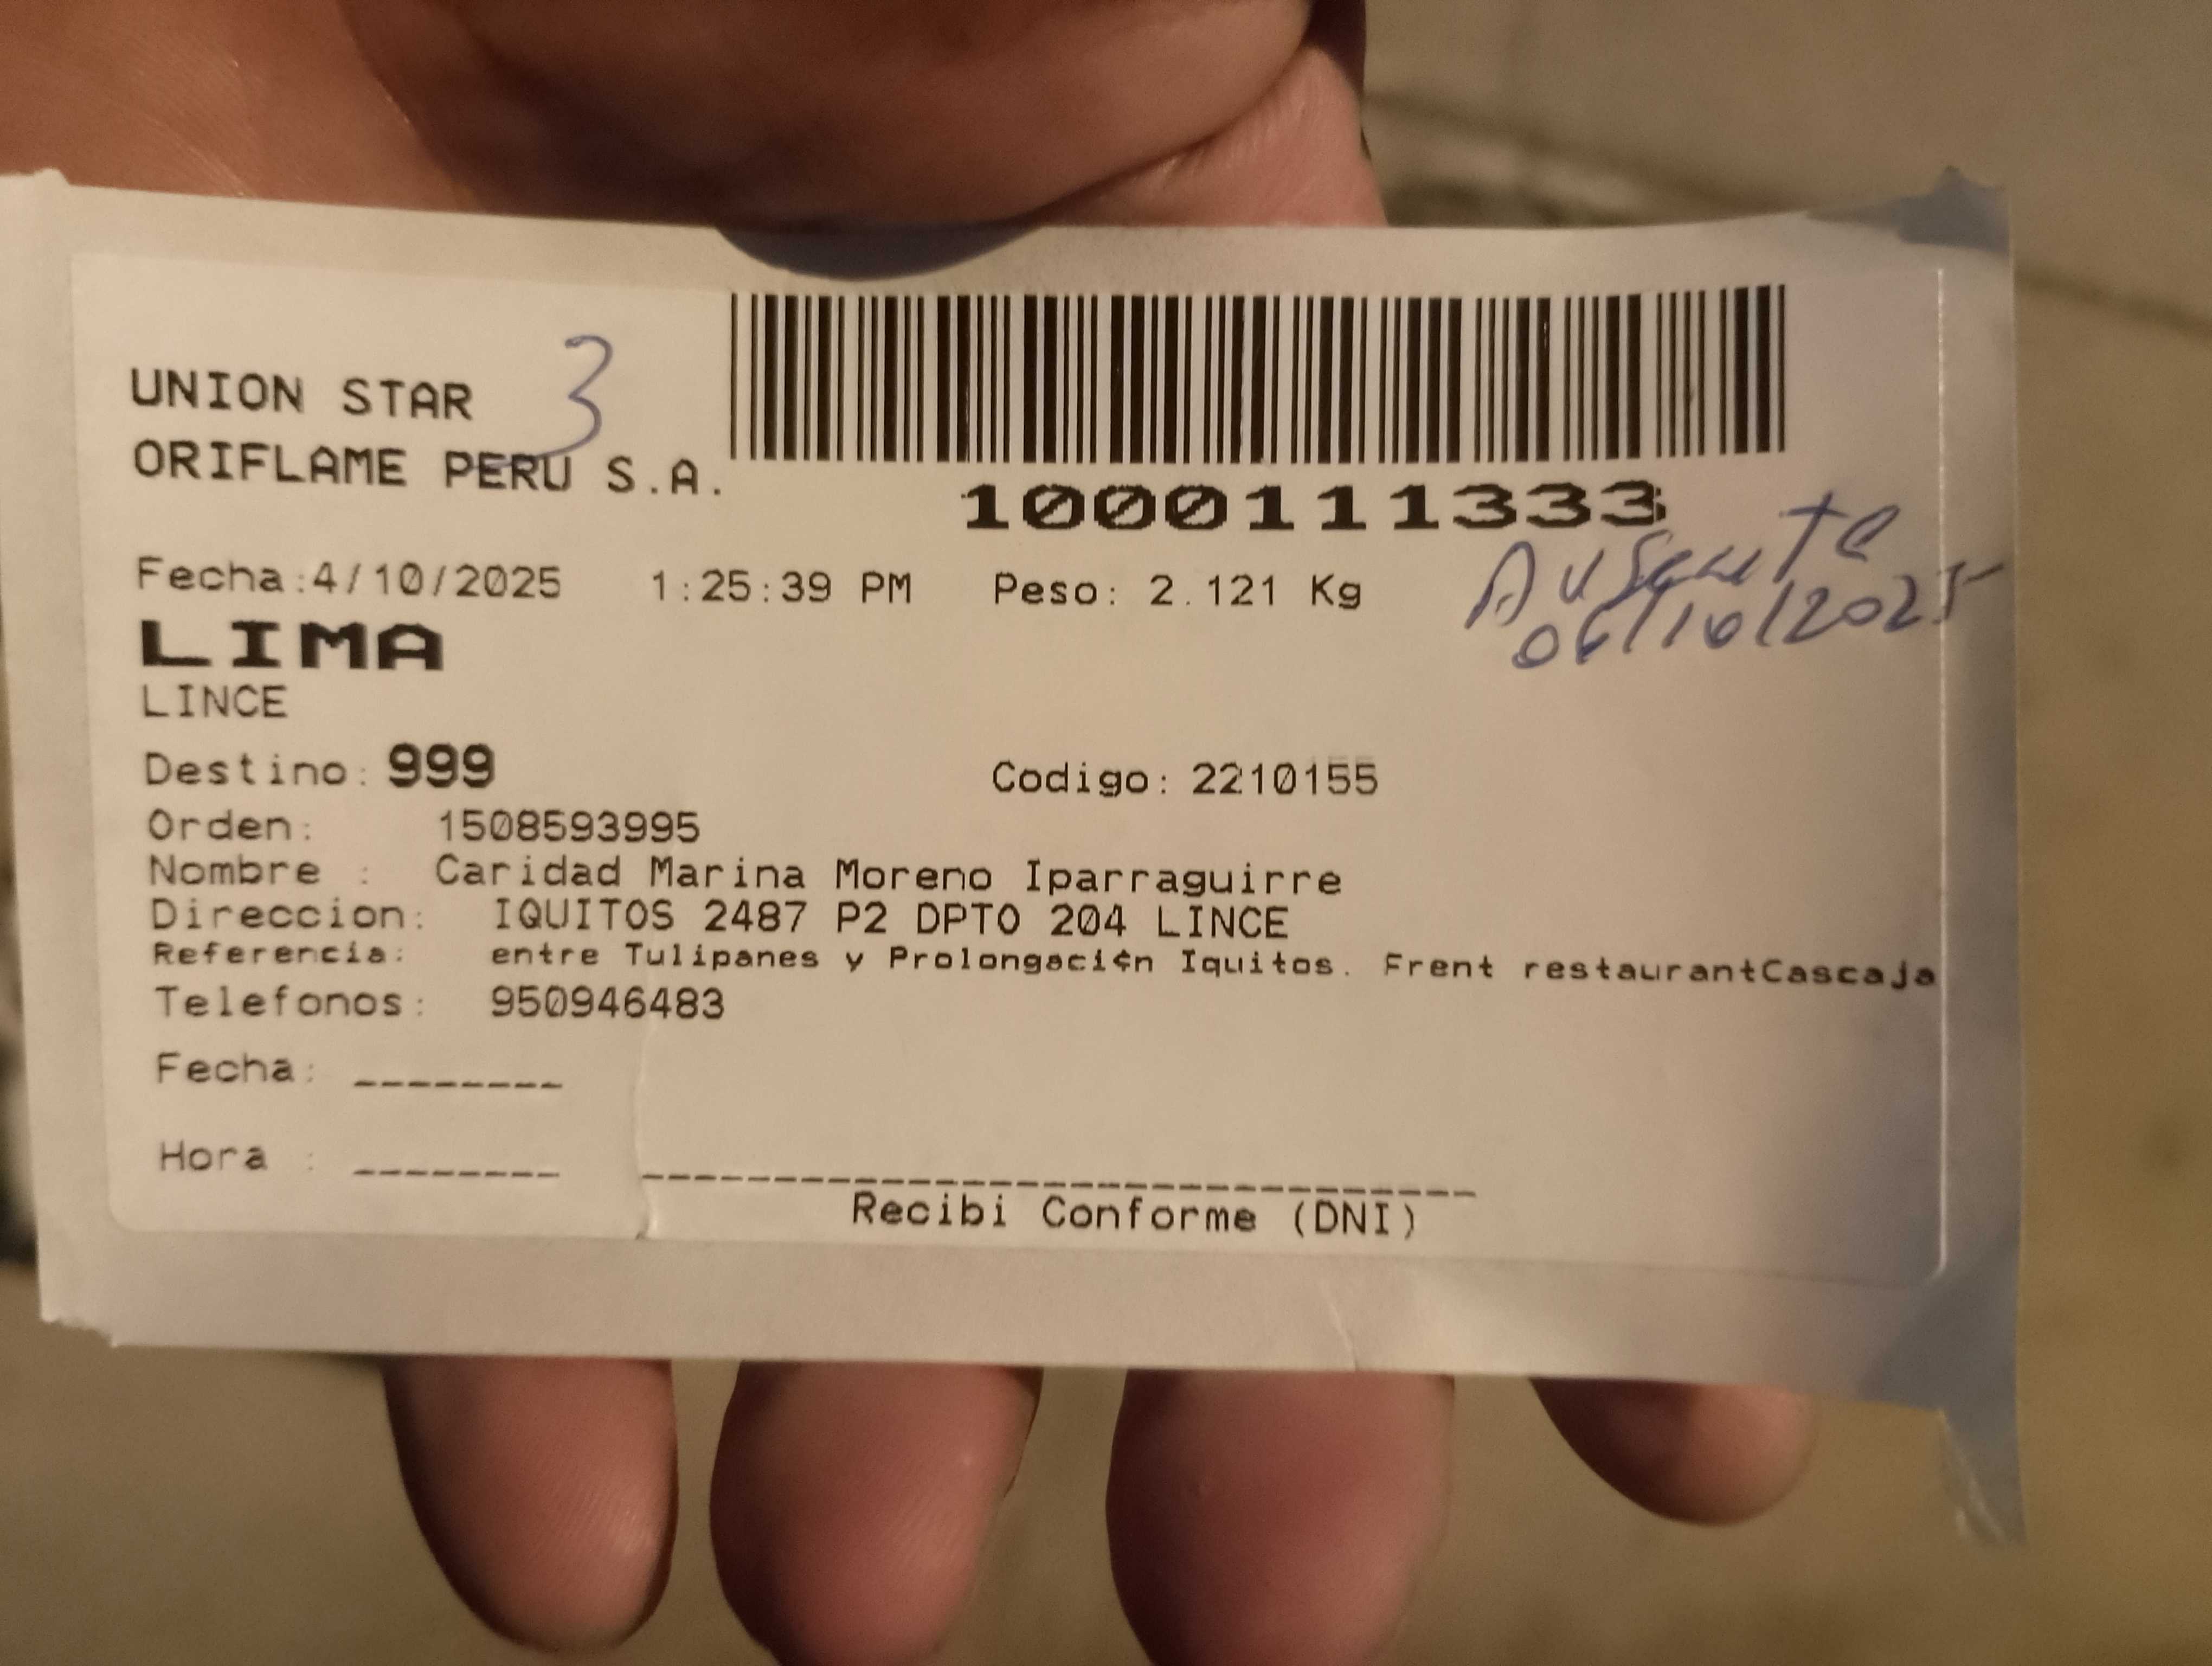 UNION STAR 3
ORIFLAME PERU S.A.
1000111333
Fecha:4/10/2025 1:25:39 PM Peso: 2.121 Kg
Ausente
06/10/2025
LIMA
LINCE
Destino: 999 Codigo: 2210155
Orden: 1508593995
Nombre : Caridad Marina Moreno Iparraguirre
Direccion: IQUITOS 2487 P2 DPTO 204 LINCE
Referencia: entre Tulipanes y Prolongaci¢n Iquitos. Frent restaurantCascaja
Telefonos: 950946483
Fecha: ________
Hora : ________
Recibi Conforme (DNI)